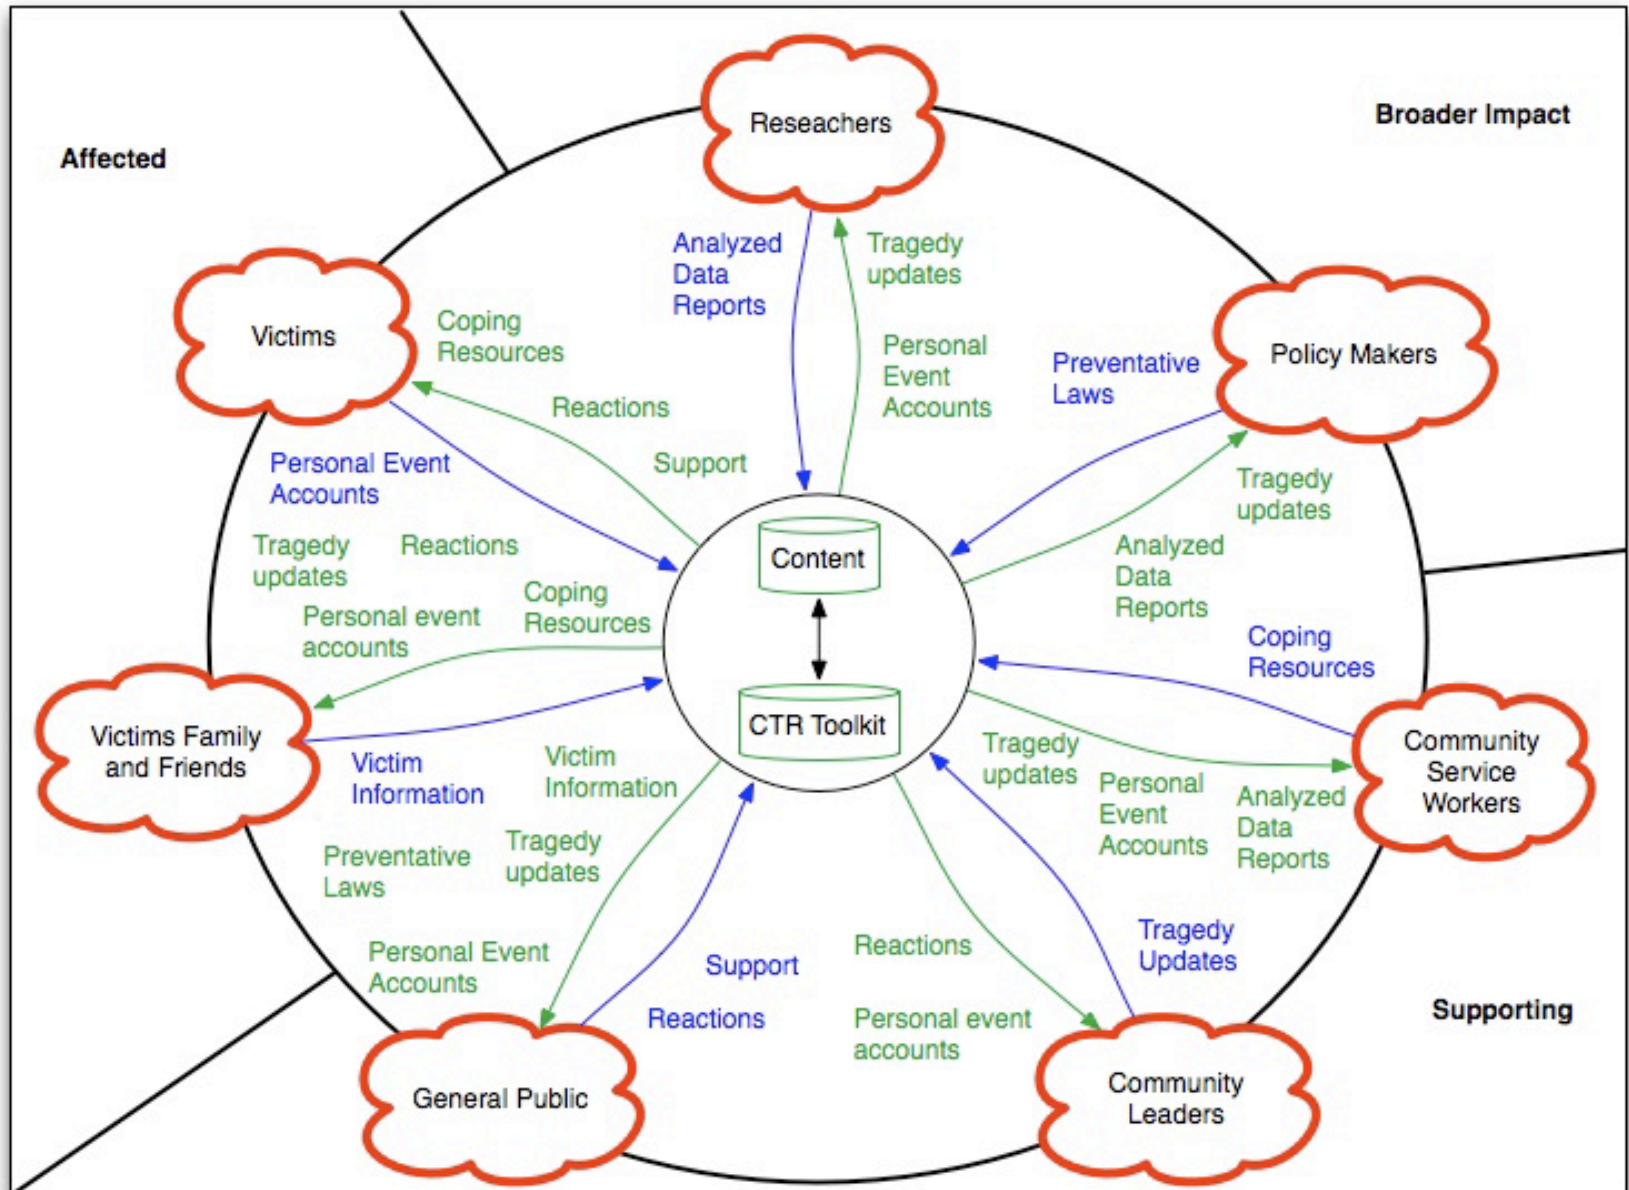 Broader Impact
Affected
Reseachers
Analyzed
Data
Reports
Tragedy
updates
Personal
Event
Accounts
Victims
Coping
Resources
Reactions
Support
Personal Event
Accounts
Policy Makers
Preventative
Laws
Tragedy
updates
Analyzed
Data
Reports
Content
CTR Toolkit
Tragedy
updates
Reactions
Personal event
accounts
Coping
Resources
Victims Family
and Friends
Victim
Information
Coping
Resources
Community
Service
Workers
Tragedy
updates
Personal
Event
Accounts
Analyzed
Data
Reports
Victim
Information
Tragedy
updates
Preventative
Laws
Personal Event
Accounts
Support
Reactions
General Public
Reactions
Personal event
accounts
Tragedy
Updates
Community
Leaders
Supporting